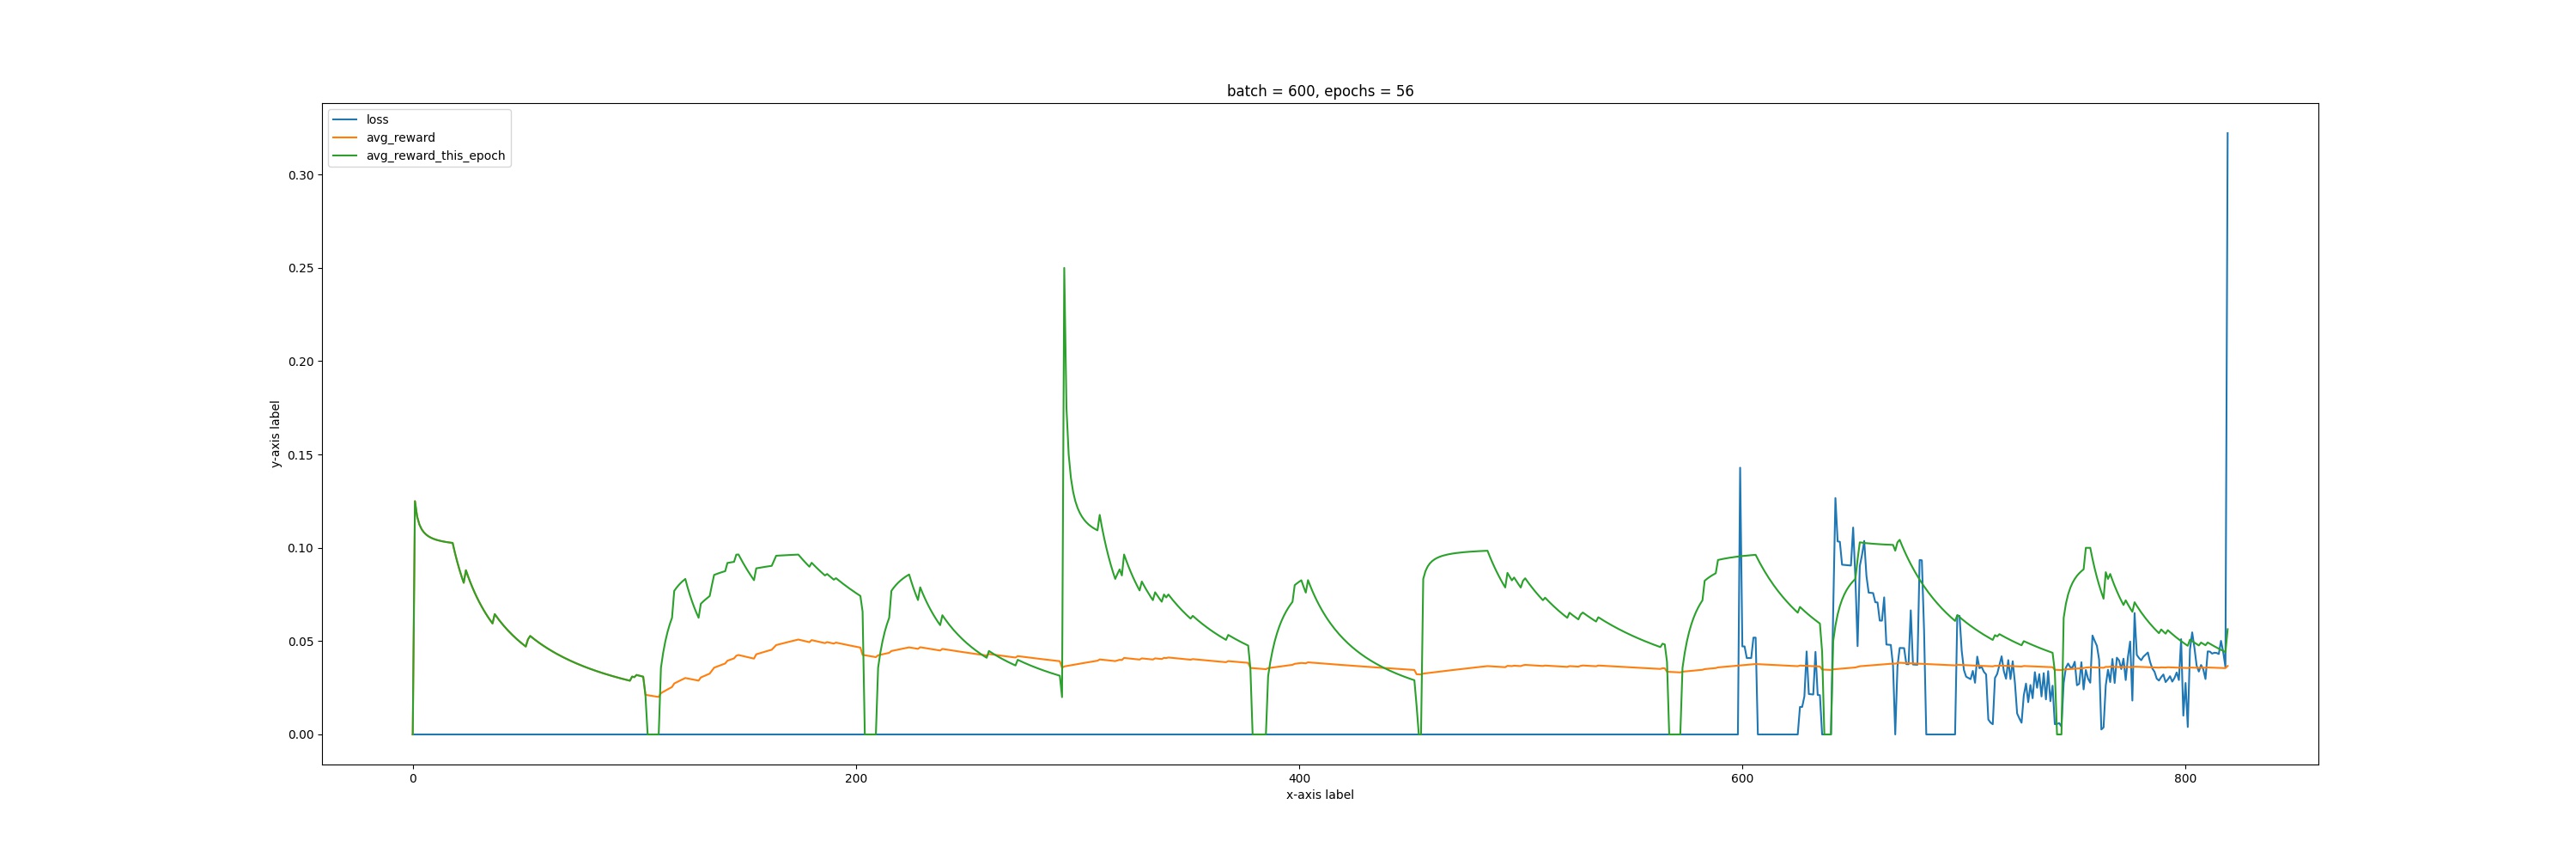 batch = 600, epochs = 56
loss
avg_reward
avg_reward_this_epoch
0.30
0.25
0.20
0.15
0.10
0.05
0.00
y-axis label
0 200 400 600 800
x-axis label